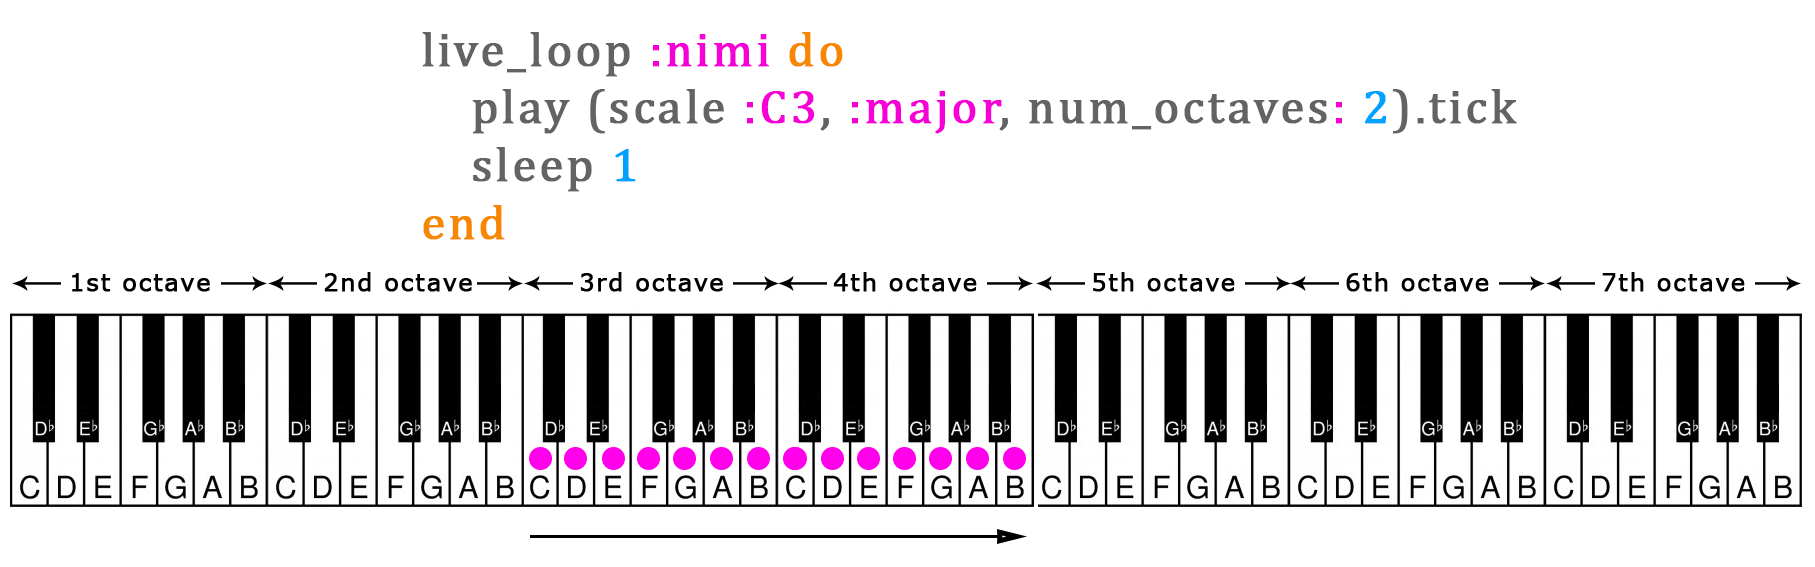 live_loop :nimi do
play (scale :C3, :major, num_octaves: 2).tick
sleep 1
end
1st octave 2nd octave 3rd octave 4th octave 5th octave 6th octave 7th octave
D♭ E♭ G♭ A♭ B♭ D♭ E♭ G♭ A♭ B♭ D♭ E♭ G♭ A♭ B♭ D♭ E♭ G♭ A♭ B♭ D♭ E♭ G♭ A♭ B♭ D♭ E♭ G♭ A♭ B♭ D♭ E♭ G♭ A♭ B♭
C D E F G A B C D E F G A B C D E F G A B C D E F G A B C D E F G A B C D E F G A B C D E F G A B